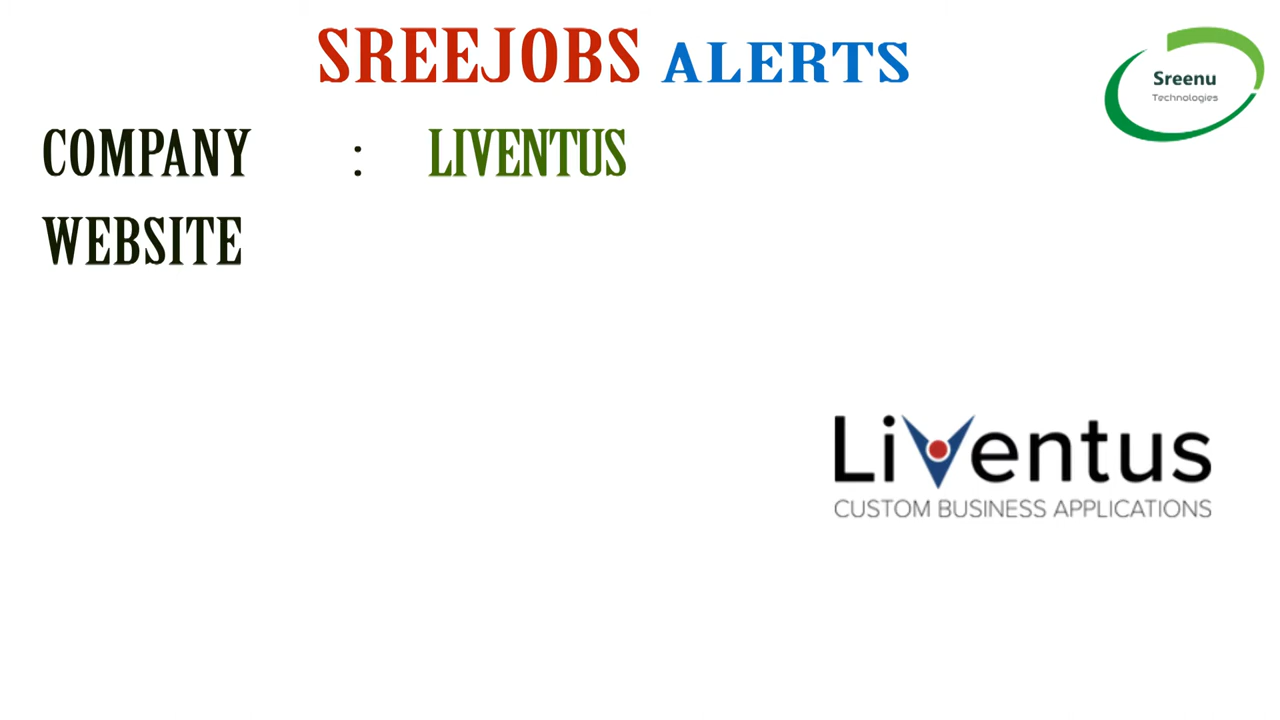 SREEJOBS ALERTS
Sreenu
Technologies
COMPANY : LIVENTUS
WEBSITE
Liventus
CUSTOM BUSINESS APPLICATIONS